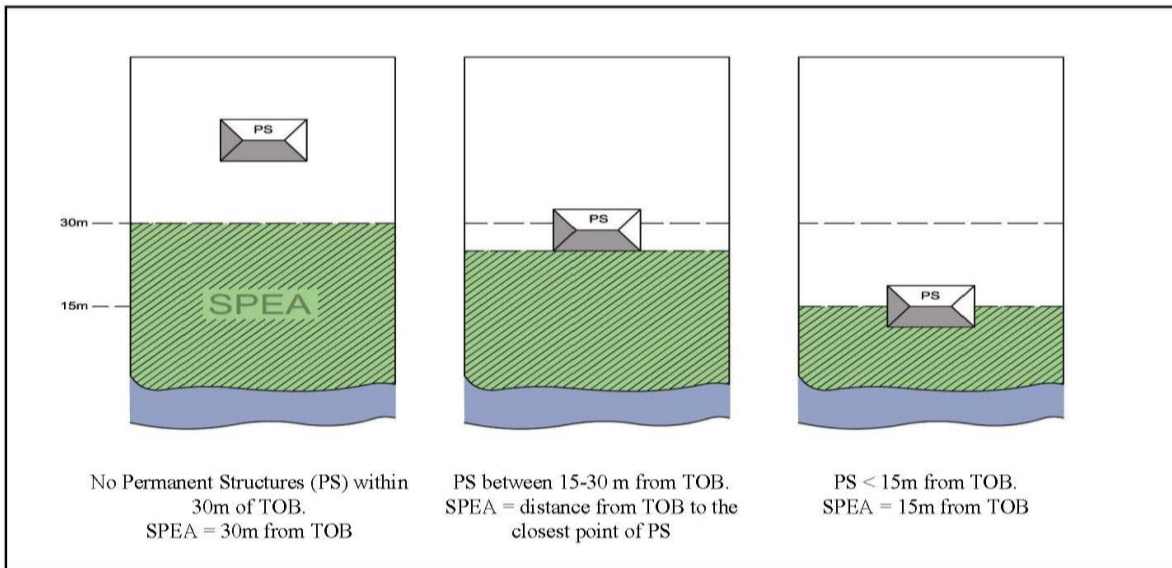 PS
30m
SPEA
15m
PS
PS
No Permanent Structures (PS) within
30m of TOB.
SPEA = 30m from TOB
PS between 15-30 m from TOB.
SPEA = distance from TOB to the
closest point of PS
PS < 15m from TOB.
SPEA = 15m from TOB